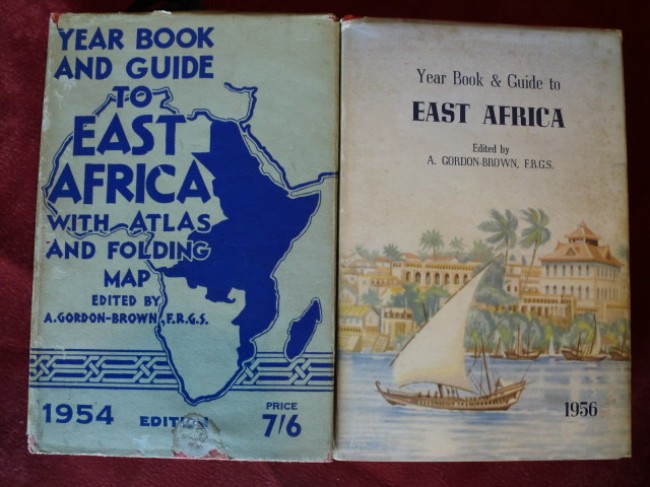 YEAR BOOK
AND GUIDE
TO
EAST
AFRICA
WITH ATLAS
AND FOLDING
MAP
EDITED BY
A. GORDON-BROWN, F.R.G.S.
1954 EDITION
PRICE
7/6
Year Book & Guide to
EAST AFRICA
Edited by
A. GORDON-BROWN, F.R.G.S.
1956